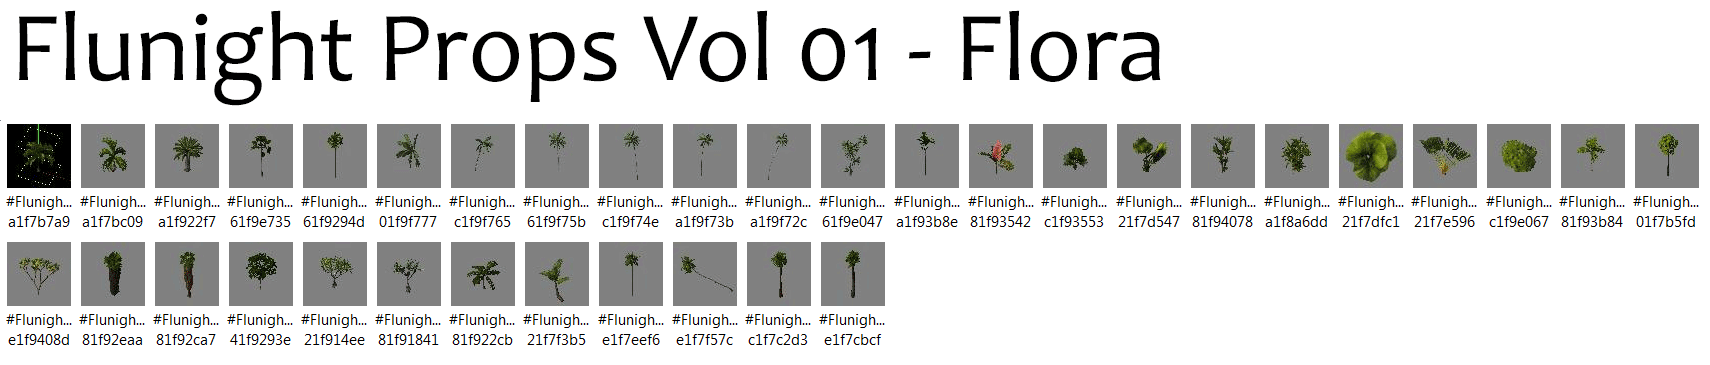 Flunight Props Vol 01 - Flora
#Flunigh... #Flunigh... #Flunigh... #Flunigh... #Flunigh... #Flunigh... #Flunigh... #Flunigh... #Flunigh... #Flunigh... #Flunigh... #Flunigh... #Flunigh... #Flunigh... #Flunigh... #Flunigh... #Flunigh... #Flunigh... #Flunigh... #Flunigh... #Flunigh... #Flunigh... #Flunigh...
a1f7b7a9 a1f7bc09 a1f922f7 61f9e735 61f9294d 01f9f777 c1f9f765 61f9f75b c1f9f74e a1f9f73b a1f9f72c 61f9e047 a1f93b8e 81f93542 c1f93553 21f7d547 81f94078 a1f8a6dd 21f7dfc1 21f7e596 c1f9e067 81f93b84 01f7b5fd
#Flunigh... #Flunigh... #Flunigh... #Flunigh... #Flunigh... #Flunigh... #Flunigh... #Flunigh... #Flunigh... #Flunigh... #Flunigh... #Flunigh...
e1f9408d 81f92eaa 81f92ca7 41f9293e 21f914ee 81f91841 81f922cb 21f7f3b5 e1f7eef6 e1f7f57c c1f7c2d3 e1f7cbcf